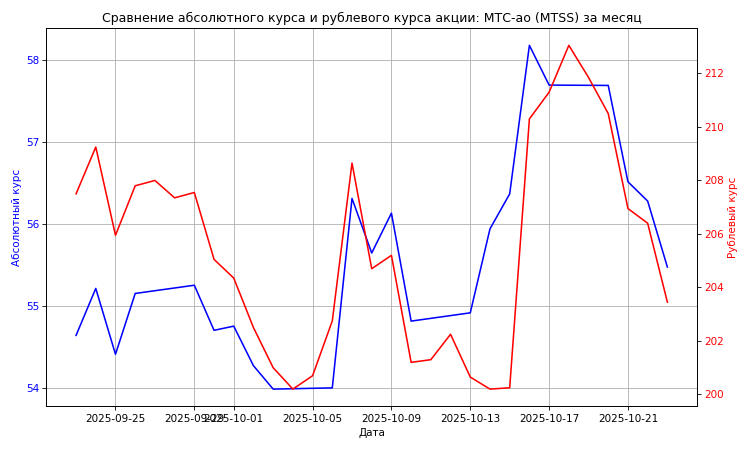 Сравнение абсолютного курса и рублевого курса акции: МТС-ао (MTSS) за месяц
58
57
56
55
54
Абсолютный курс
212
210
208
206
204
202
200
Рублевый курс
2025-09-25 2025-09-29 2025-10-01 2025-10-05 2025-10-09 2025-10-13 2025-10-17 2025-10-21
Дата